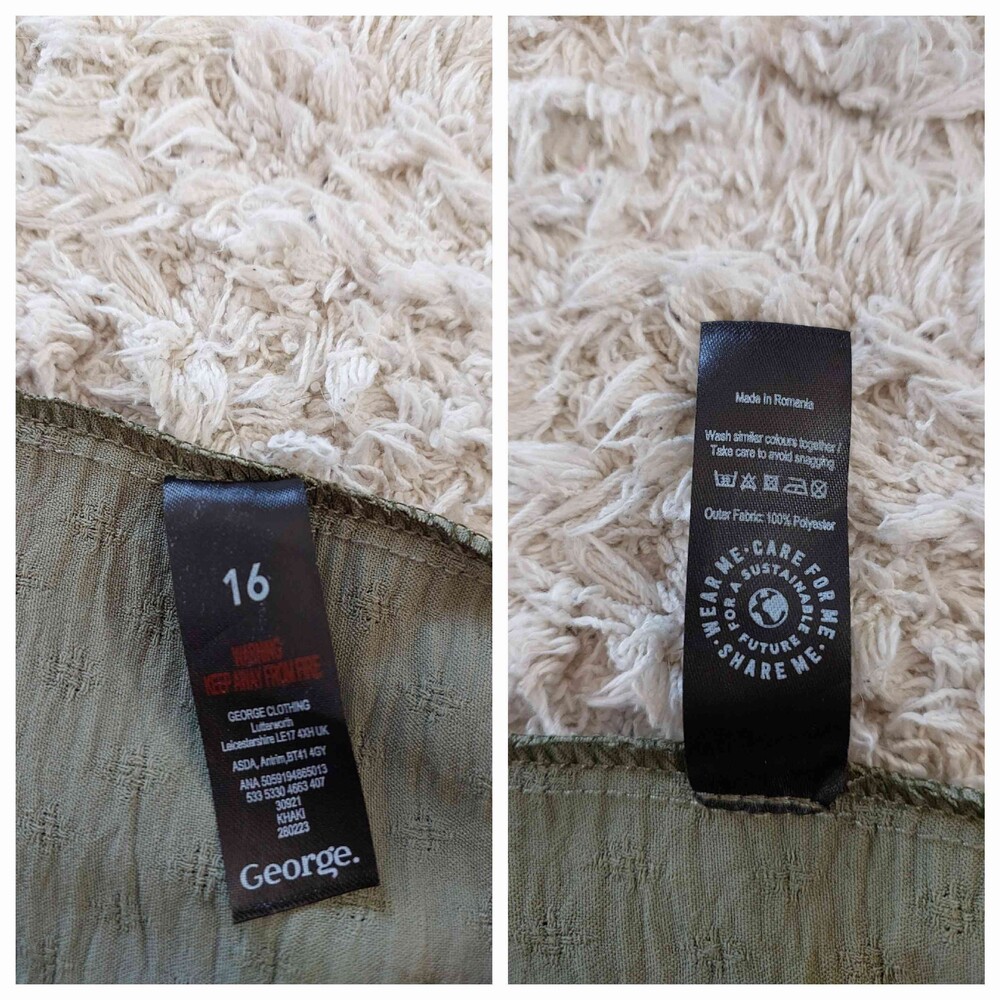 16
WARNING
KEEP AWAY FROM FIRE
GEORGE CLOTHING
Lutterworth
Leicestershire LE17 4XH UK
ASDA, Antrim,BT41 4GY
ANA 5059194865013
533 5330 4663 407
30921
KHAKI
280223
George.
Made in Romania
Wash similar colours together /
Take care to avoid snagging
Outer Fabric: 100% Polyester
• WEAR ME • CARE FOR ME • SHARE ME
FOR A SUSTAINABLE FUTURE